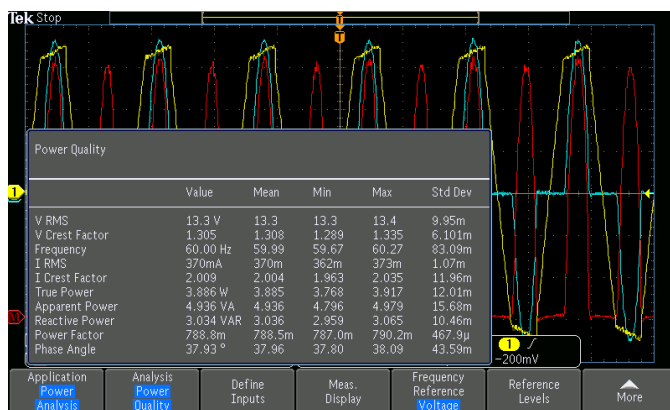 Tek Stop
T
T
Power Quality
Value Mean Min Max Std Dev
1
V RMS 13.3 V 13.3 13.3 13.4 9.95m
V Crest Factor 1.305 1.308 1.289 1.335 6.101m
Frequency 60.00 Hz 59.99 59.67 60.27 83.09m
I RMS 370mA 370m 362m 373m 1.07m
I Crest Factor 2.009 2.004 1.963 2.035 11.96m
True Power 3.886 W 3.885 3.768 3.917 12.01m
Apparent Power 4.936 VA 4.936 4.796 4.979 15.68m
M
Reactive Power 3.034 VAR 3.036 2.959 3.065 10.46m
Power Factor 788.8m 788.5m 787.0m 790.2m 467.9µ
Phase Angle 37.93 º 37.96 37.80 38.09 43.59m
1
-200mV
Application
Power
Analysis
Analysis
Power
Quality
Define
Inputs
Meas.
Display
Frequency
Reference
Voltage
Reference
Levels
More